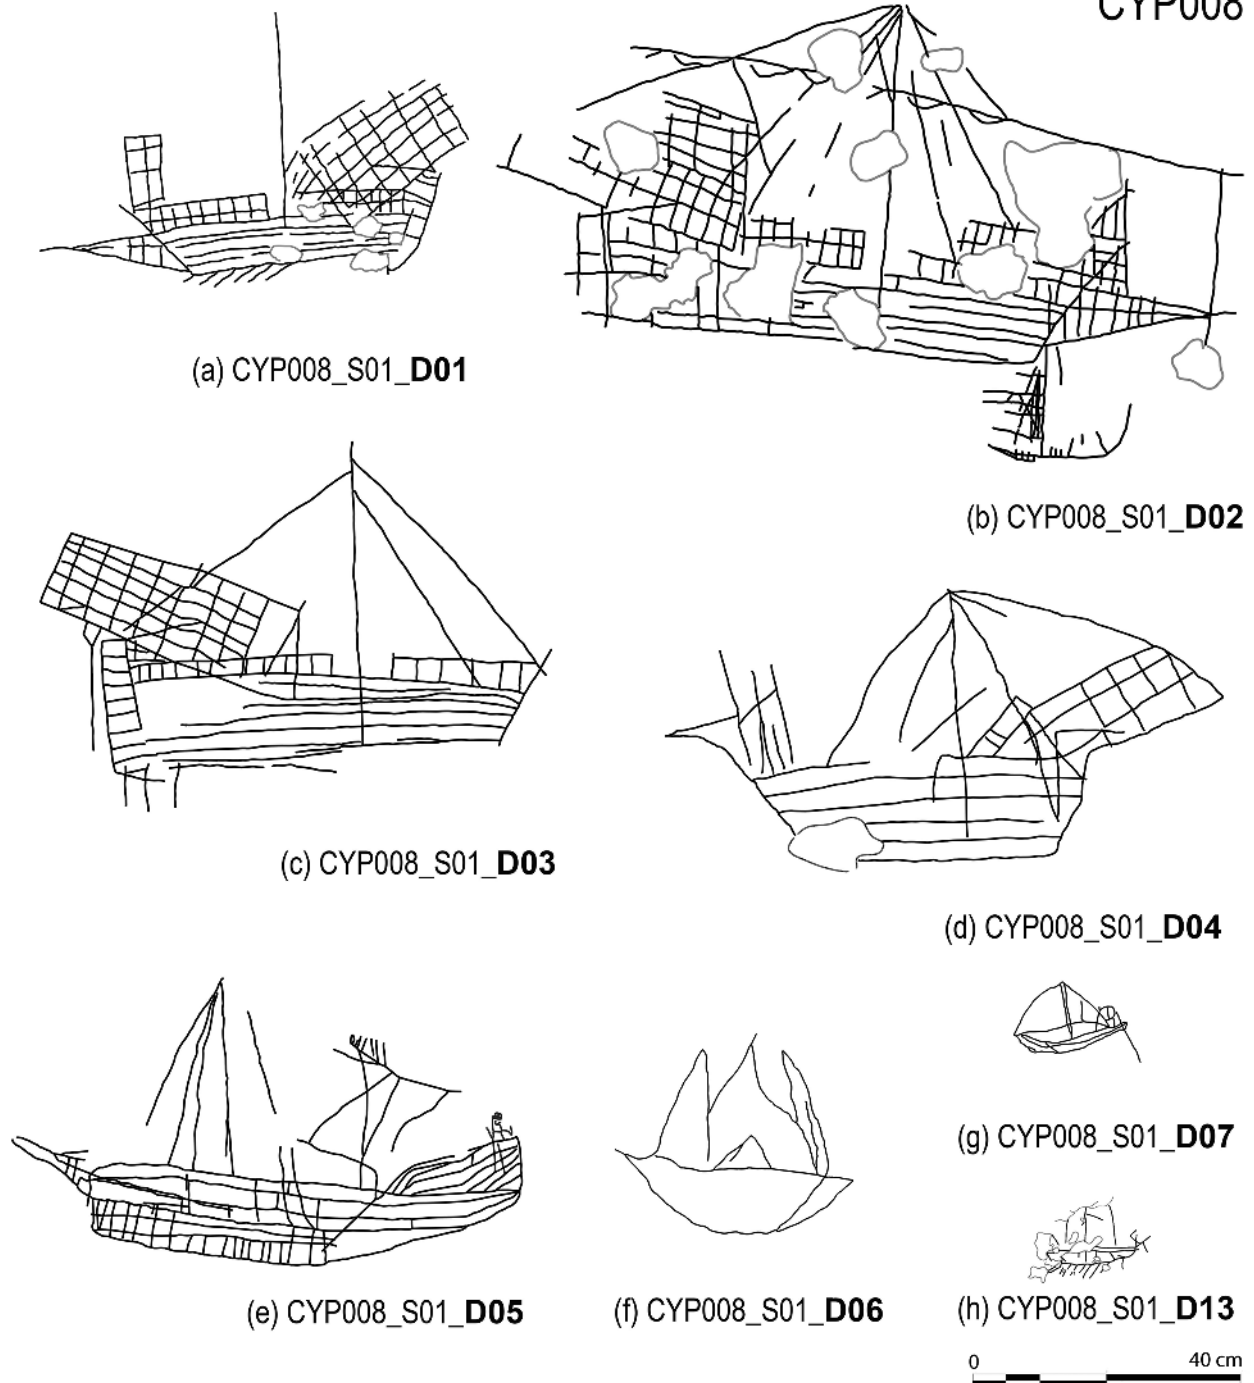 CYP008
(a) CYP008_S01_D01
(b) CYP008_S01_D02
(c) CYP008_S01_D03
(d) CYP008_S01_D04
(g) CYP008_S01_D07
(e) CYP008_S01_D05
(f) CYP008_S01_D06
(h) CYP008_S01_D13
0 40 cm